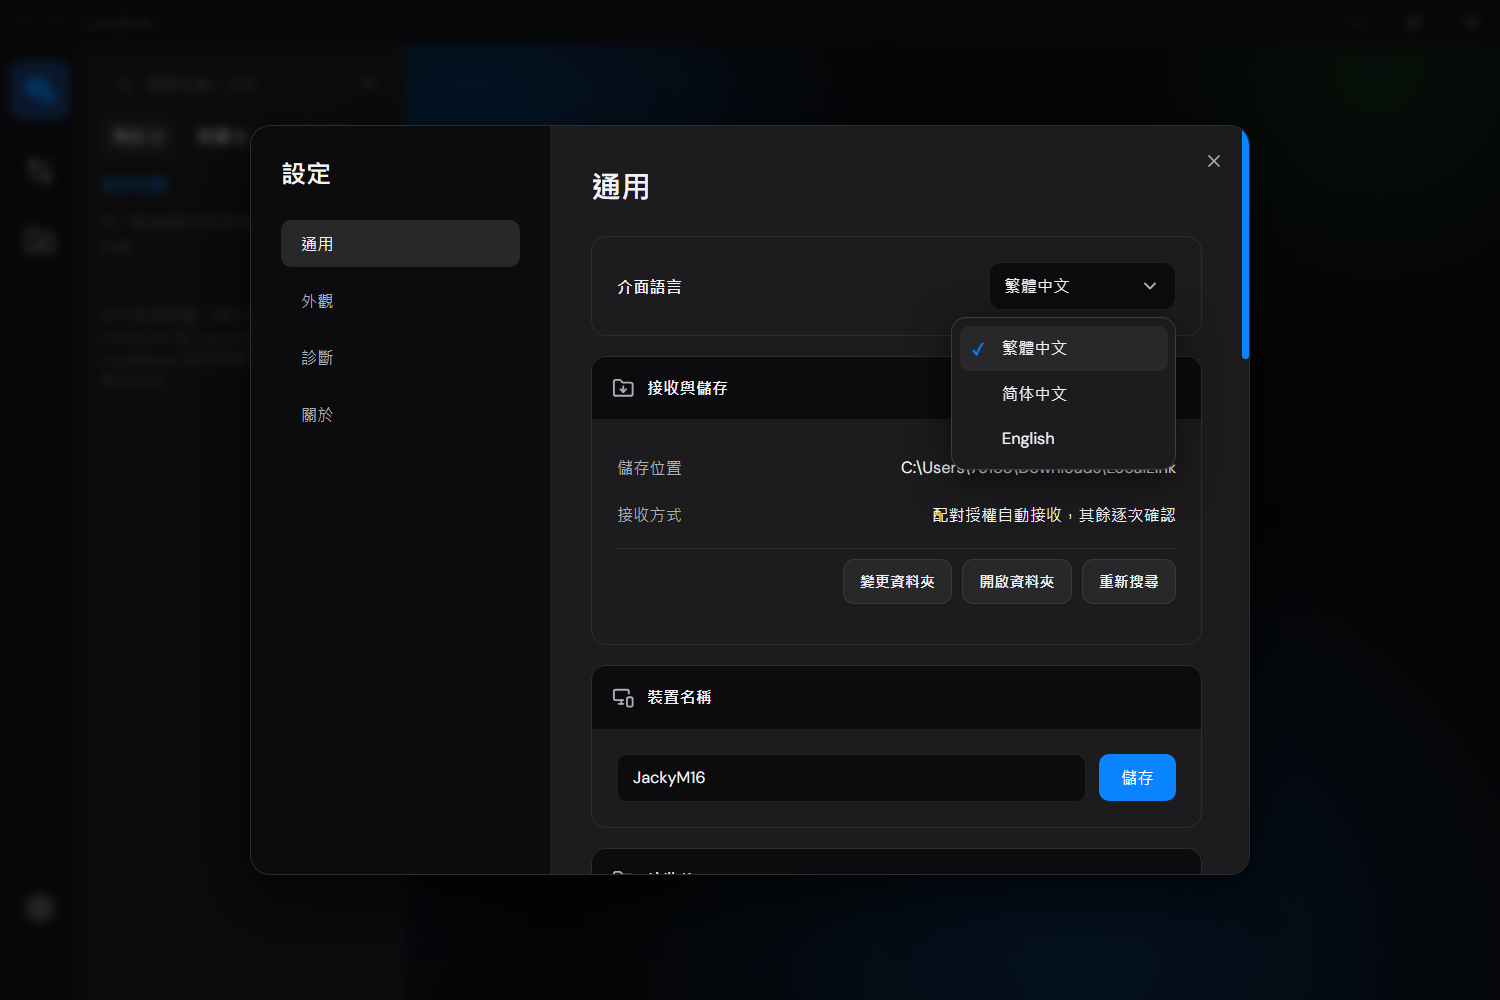 設定
通用
外觀
診斷
關於
通用
介面語言
繁體中文
繁體中文
简体中文
English
接收與儲存
儲存位置
C:\Users\
接收方式
配對授權自動接收，其餘逐次確認
變更資料夾
開啟資料夾
重新搜尋
裝置名稱
JackyM16
儲存